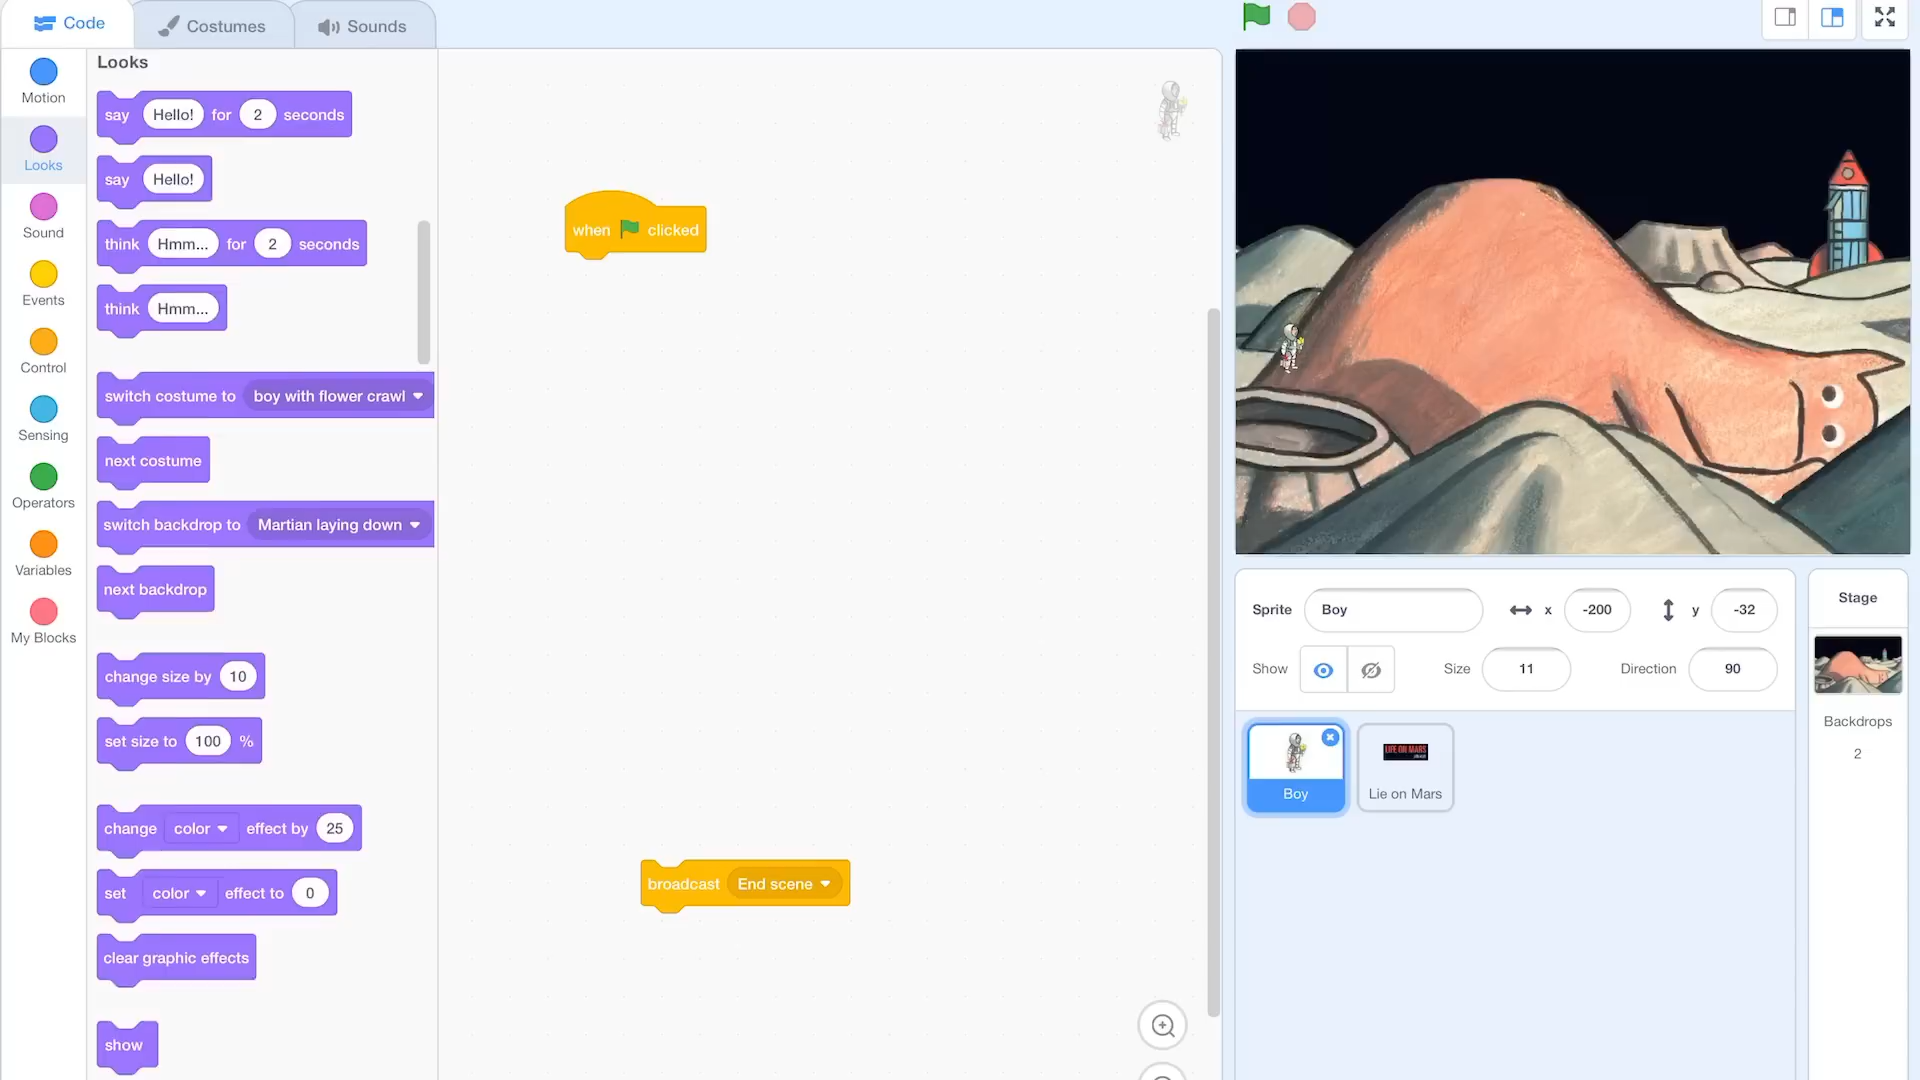 Code
Costumes
Sounds
Motion
Looks
Sound
Events
Control
Sensing
Operators
Variables
My Blocks
Looks
say Hello! for 2 seconds
say Hello!
think Hmm... for 2 seconds
think Hmm...
switch costume to boy with flower crawl
next costume
switch backdrop to Martian laying down
next backdrop
change size by 10
set size to 100 %
change color effect by 25
set color effect to 0
clear graphic effects
show
when clicked
broadcast End scene
Sprite Boy x -200 y -32
Show Size 11 Direction 90
LIFE ON MARS
Boy
Lie on Mars
Stage
Backdrops
2